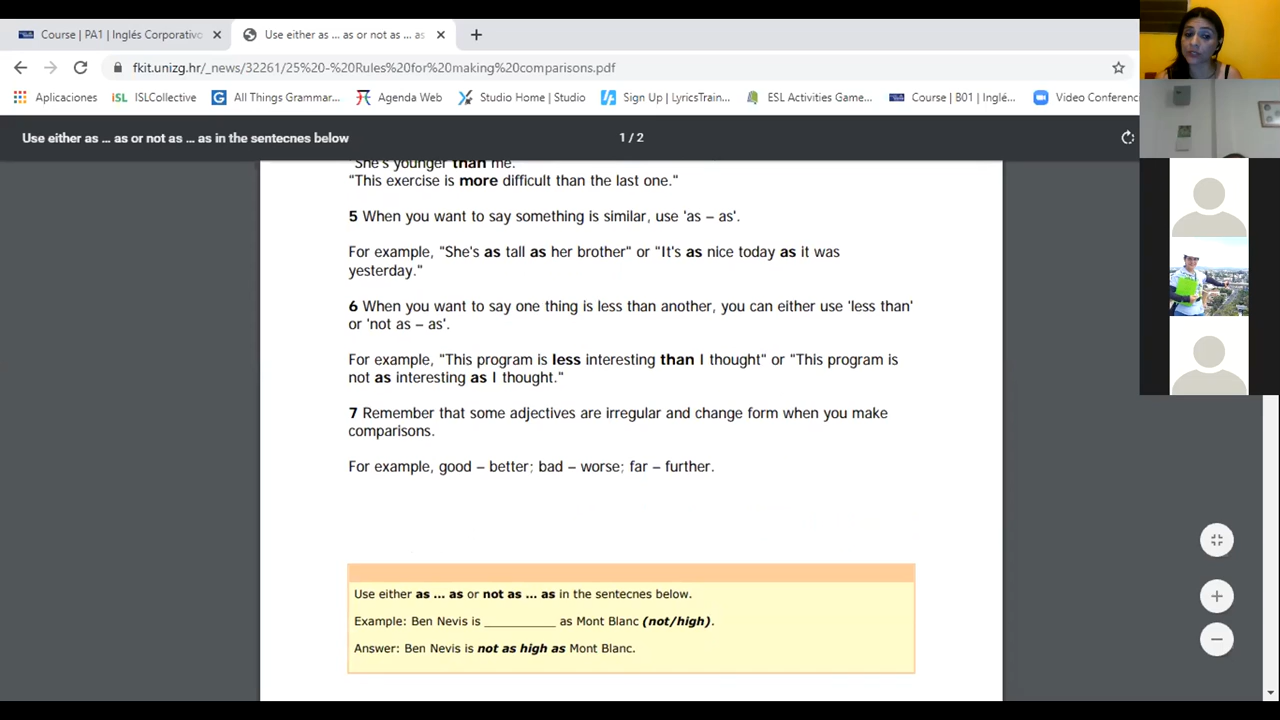 Course | PA1 | Inglés Corporativo
Use either as ... as or not as ... as
fkit.unizg.hr/_news/32261/25%20-%20Rules%20for%20making%20comparisons.pdf
Aplicaciones
ISLCollective
All Things Grammar...
Agenda Web
Studio Home | Studio
Sign Up | LyricsTrain...
ESL Activities Game...
Course | B01 | Inglé...
Video Conferenc
Use either as ... as or not as ... as in the sentecnes below
1 / 2
"She's younger than me.
"This exercise is more difficult than the last one."
5 When you want to say something is similar, use 'as – as'.
For example, "She's as tall as her brother" or "It's as nice today as it was
yesterday."
6 When you want to say one thing is less than another, you can either use 'less than'
or 'not as – as'.
For example, "This program is less interesting than I thought" or "This program is
not as interesting as I thought."
7 Remember that some adjectives are irregular and change form when you make
comparisons.
For example, good – better; bad – worse; far – further.
Use either as ... as or not as ... as in the sentecnes below.
Example: Ben Nevis is ___________ as Mont Blanc (not/high).
Answer: Ben Nevis is not as high as Mont Blanc.